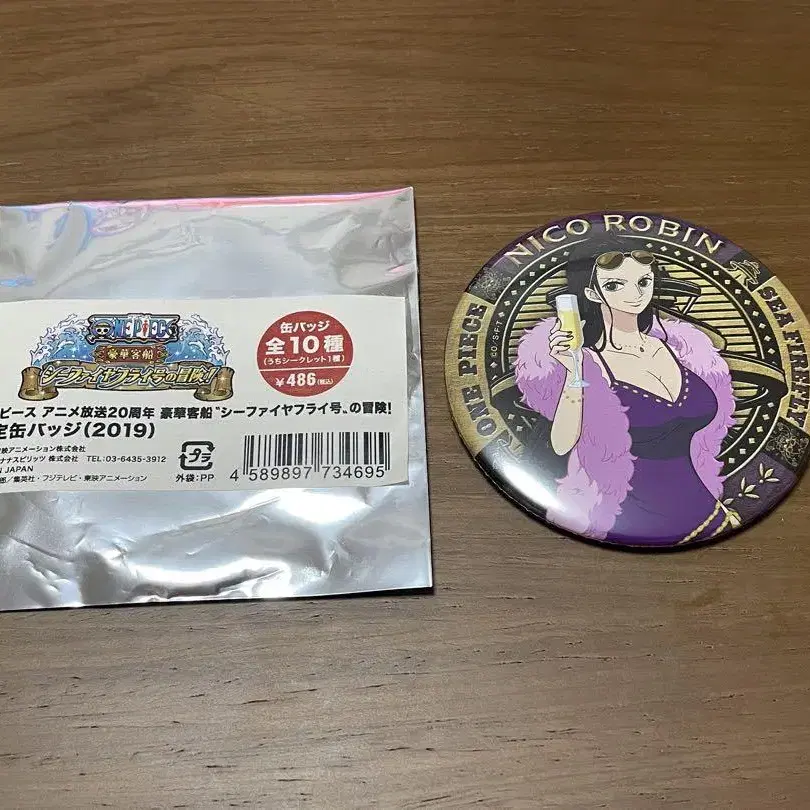 ONE PIECE
豪華客船
シーファイヤフライ号の冒険!
缶バッジ
全10種
(うちシークレット1種)
¥486(税込)
ピース アニメ放送20周年 豪華客船“シーファイヤフライ号〟の冒険!
定缶バッジ(2019)
映アニメーション株式会社
ナナスピリッツ 株式会社 TEL:03-6435-3912
N JAPAN
郎/集英社・フジテレビ・東映アニメーション
プラ
外袋:PP
4 589897 734695
NICO ROBIN
ONE PIECE
SEA FIREFL